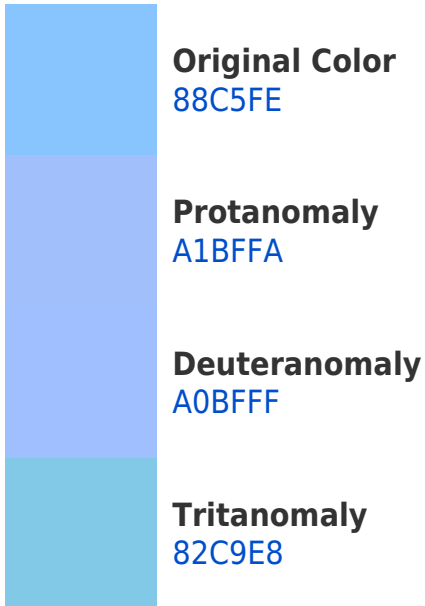 Original Color
88C5FE
Protanomaly
A1BFFA
Deuteranomaly
A0BFFF
Tritanomaly
82C9E8